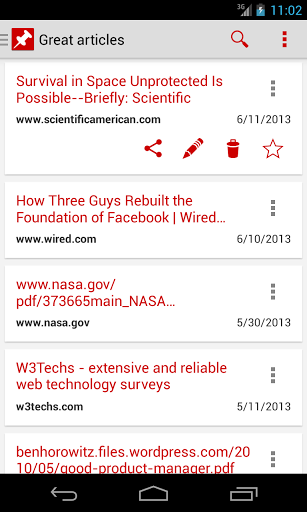 3G 11:02
Great articles
Survival in Space Unprotected Is
Possible--Briefly: Scientific
www.scientificamerican.com 6/11/2013
How Three Guys Rebuilt the
Foundation of Facebook | Wired…
www.wired.com 6/10/2013
www.nasa.gov/
pdf/373665main_NASA…
www.nasa.gov 5/30/2013
W3Techs - extensive and reliable
web technology surveys
w3techs.com 5/11/2013
benhorowitz.files.wordpress.com/20
10/05/good-product-manager.pdf